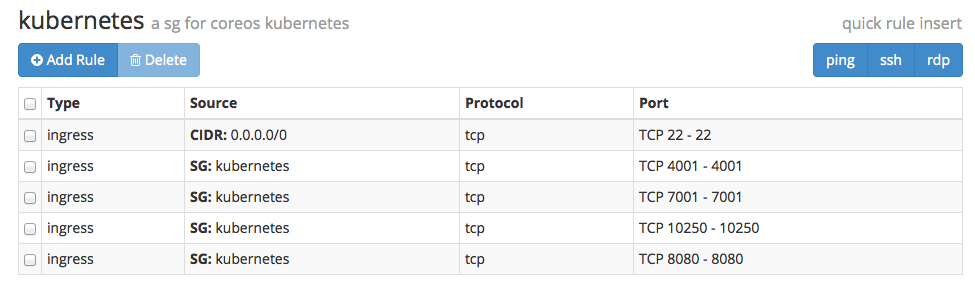 kubernetes a sg for coreos kubernetes quick rule insert
Add Rule Delete ping ssh rdp
Type Source Protocol Port
ingress CIDR: 0.0.0.0/0 tcp TCP 22 - 22
ingress SG: kubernetes tcp TCP 4001 - 4001
ingress SG: kubernetes tcp TCP 7001 - 7001
ingress SG: kubernetes tcp TCP 10250 - 10250
ingress SG: kubernetes tcp TCP 8080 - 8080